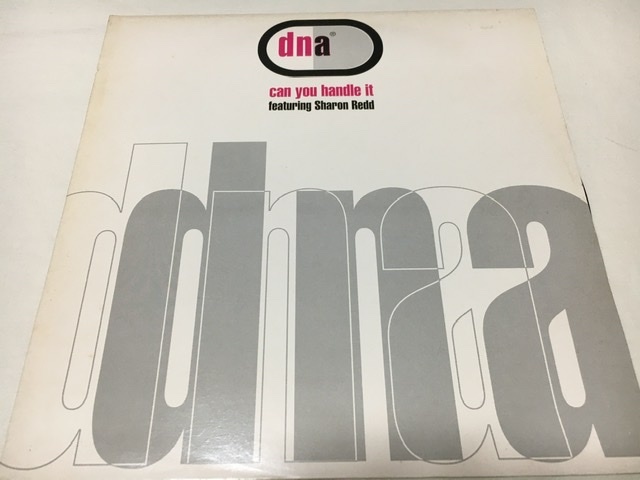 dna®
can you handle it
featuring Sharon Redd
dna